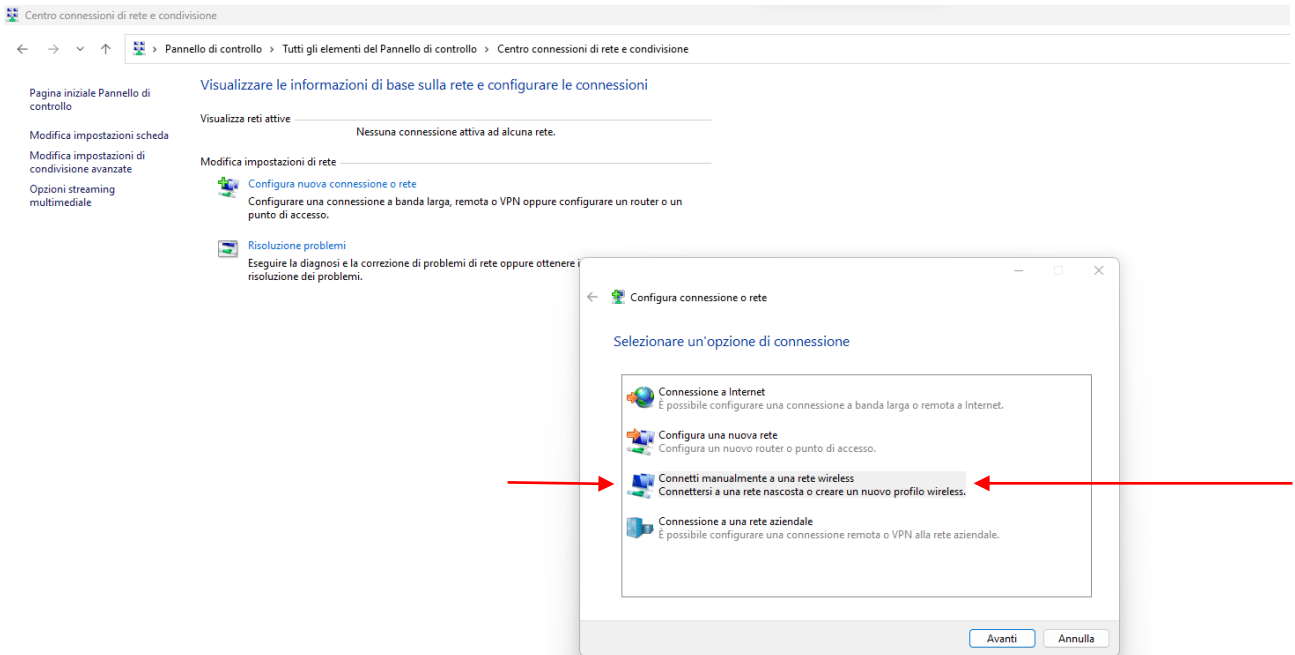 Centro connessioni di rete e condivisione
Pannello di controllo > Tutti gli elementi del Pannello di controllo > Centro connessioni di rete e condivisione
Pagina iniziale Pannello di
controllo
Modifica impostazioni scheda
Modifica impostazioni di
condivisione avanzate
Opzioni streaming
multimediale
Visualizzare le informazioni di base sulla rete e configurare le connessioni
Visualizza reti attive
Nessuna connessione attiva ad alcuna rete.
Modifica impostazioni di rete
Configura nuova connessione o rete
Configurare una connessione a banda larga, remota o VPN oppure configurare un router o un
punto di accesso.
Risoluzione problemi
Eseguire la diagnosi e la correzione di problemi di rete oppure ottenere i
risoluzione dei problemi.
Configura connessione o rete
Selezionare un'opzione di connessione
Connessione a Internet
È possibile configurare una connessione a banda larga o remota a Internet.
Configura una nuova rete
Configura un nuovo router o punto di accesso.
Connetti manualmente a una rete wireless
Connettersi a una rete nascosta o creare un nuovo profilo wireless.
Connessione a una rete aziendale
È possibile configurare una connessione remota o VPN alla rete aziendale.
Avanti Annulla